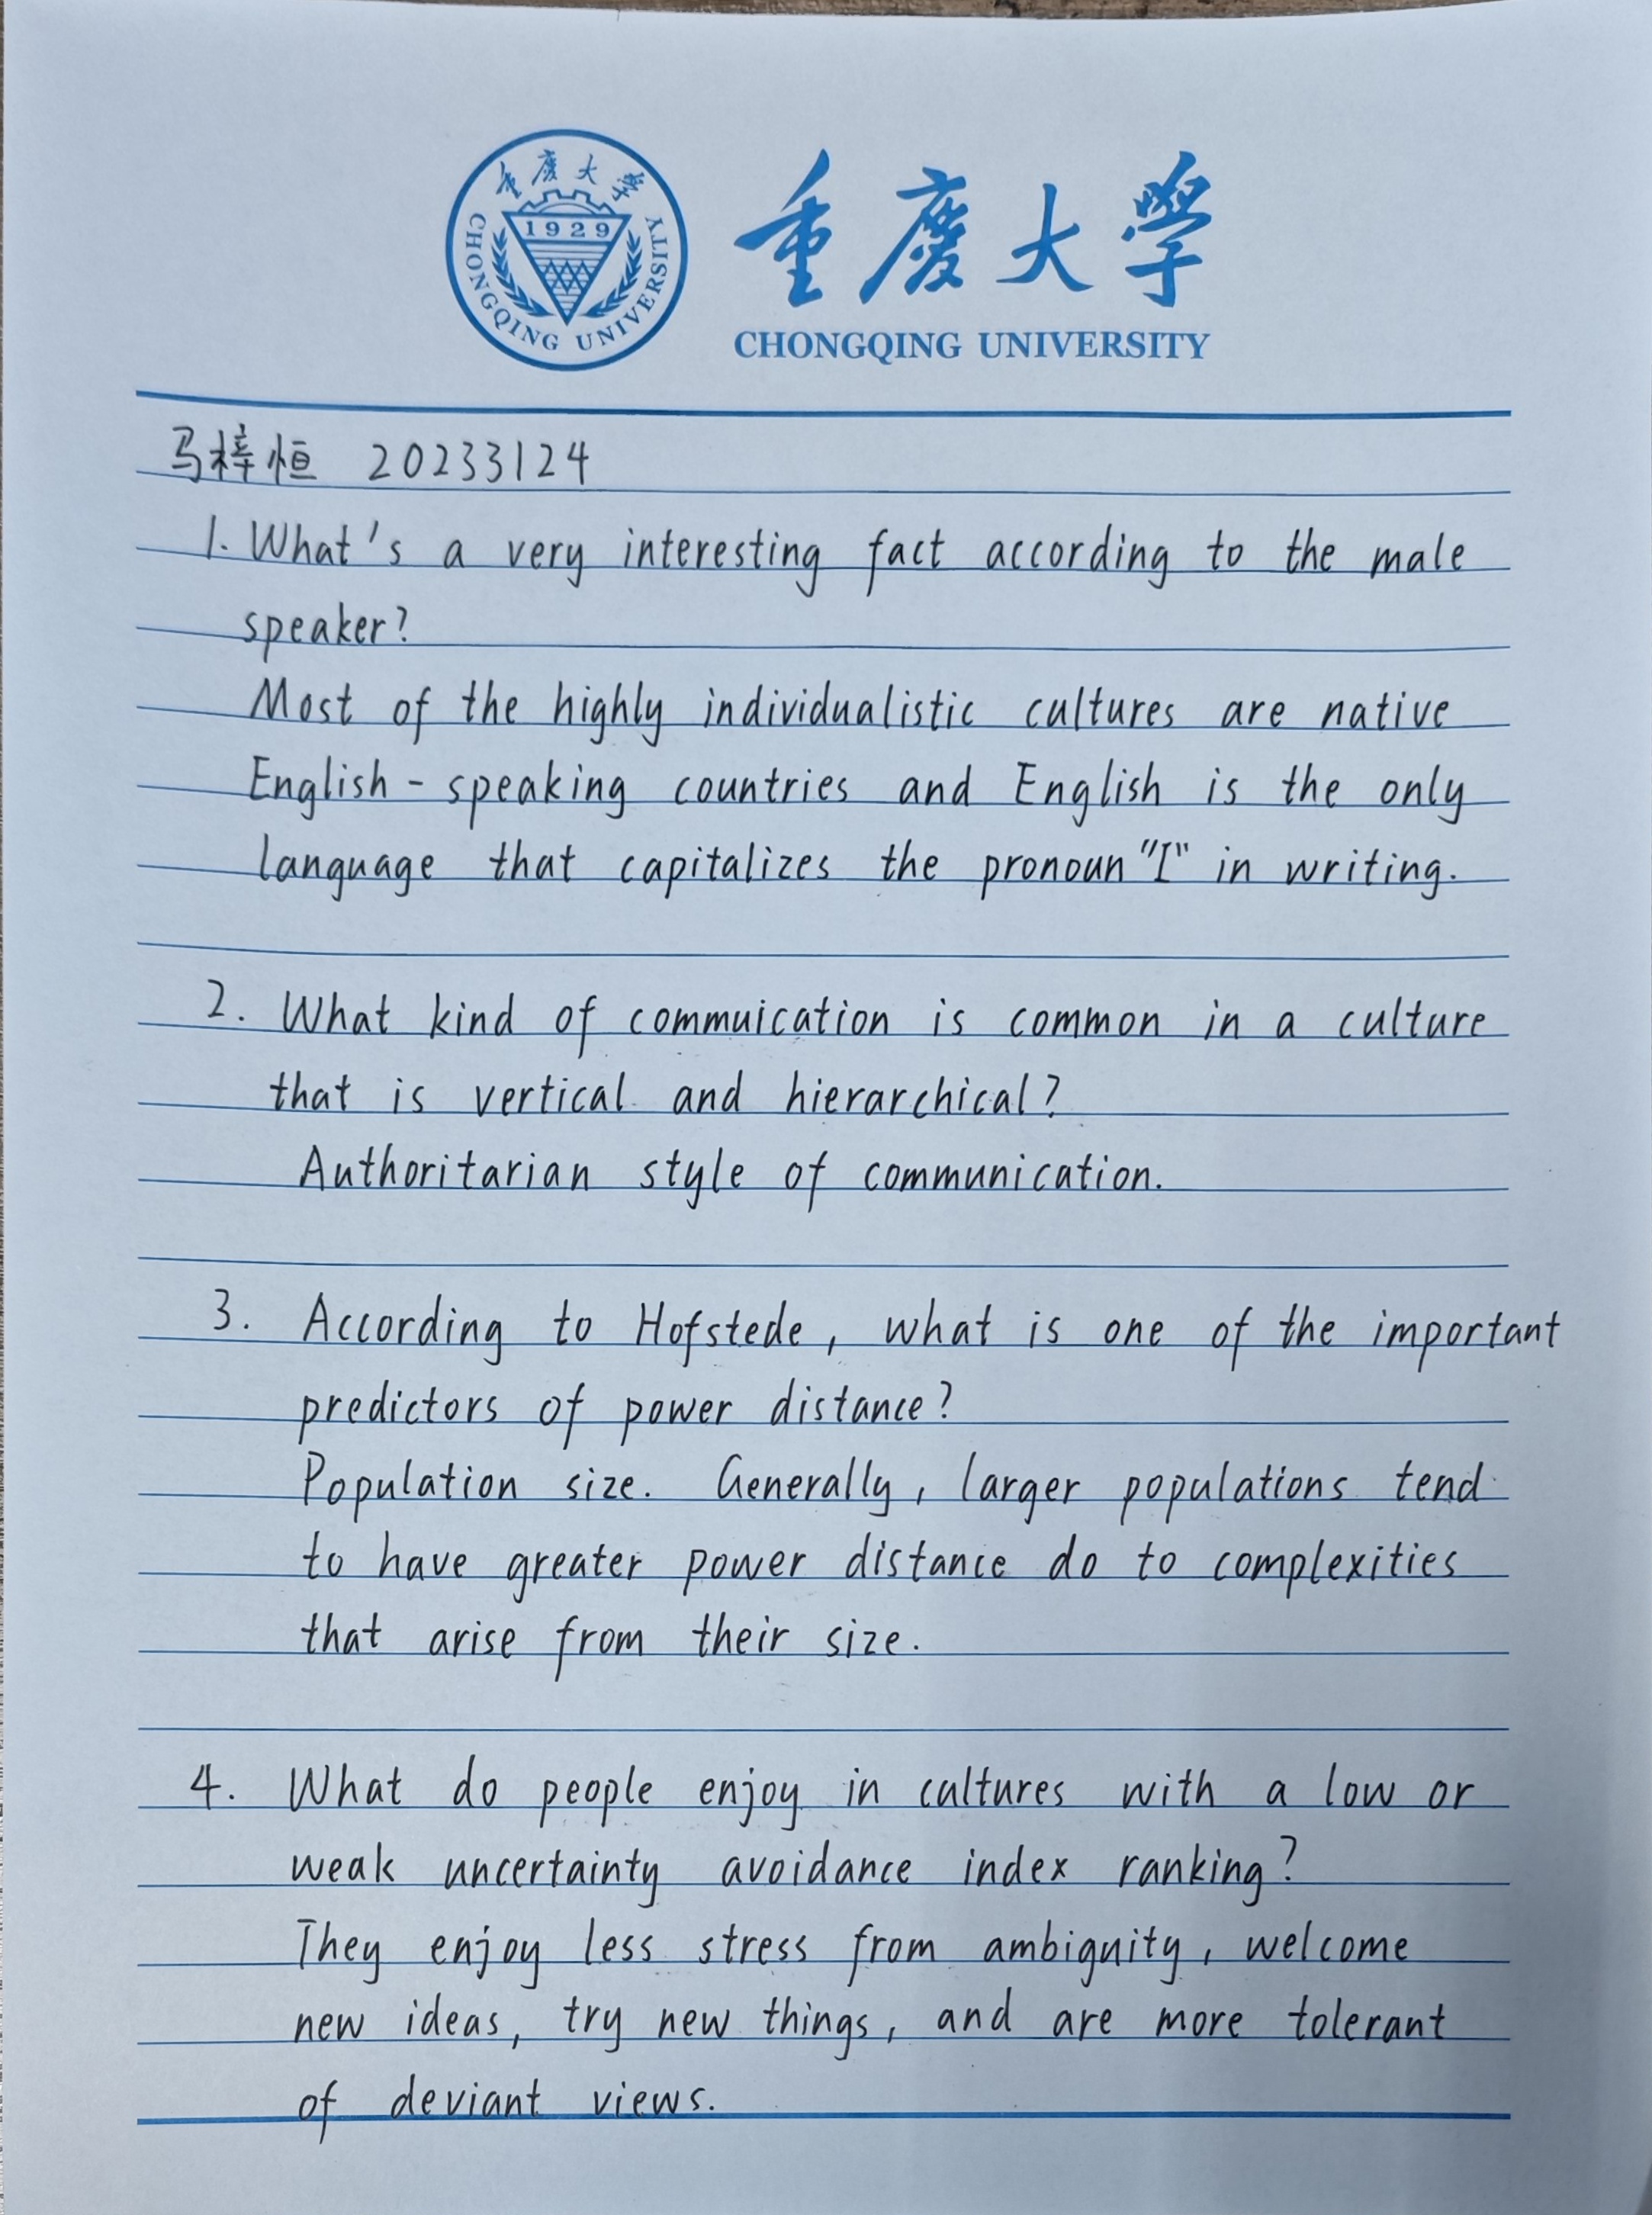 重慶大學
1929
CHONGQING UNIVERSITY
重慶大學
CHONGQING UNIVERSITY
马梓恒 20233124
1. What's a very interesting fact according to the male
speaker?
Most of the highly individualistic cultures are native
English-speaking countries and English is the only
language that capitalizes the pronoun "I" in writing.
2. What kind of commuication is common in a culture
that is vertical and hierarchical?
Authoritarian style of communication.
3. According to Hofstede, what is one of the important
predictors of power distance?
Population size. Generally, larger populations tend
to have greater power distance do to complexities
that arise from their size.
4. What do people enjoy in cultures with a low or
weak uncertainty avoidance index ranking?
They enjoy less stress from ambiguity, welcome
new ideas, try new things, and are more tolerant
of deviant views.